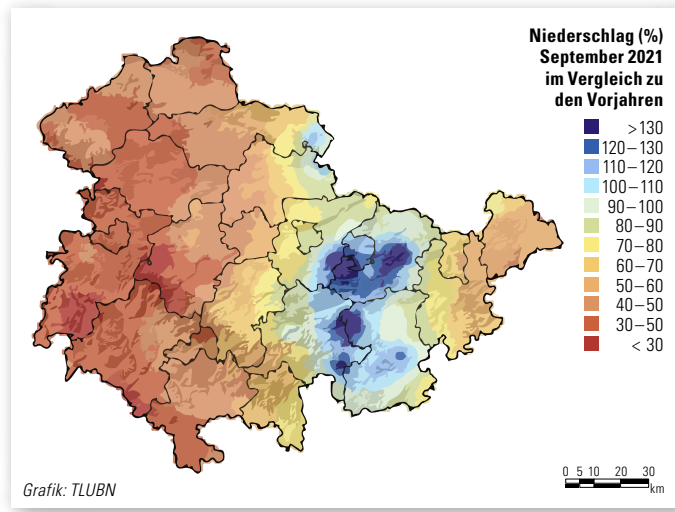 Niederschlag (%)
September 2021
im Vergleich zu
den Vorjahren
>130
120–130
110–120
100–110
90–100
80–90
70–80
60–70
50–60
40–50
30–50
< 30
Grafik: TLUBN
0 5 10 20 30
km